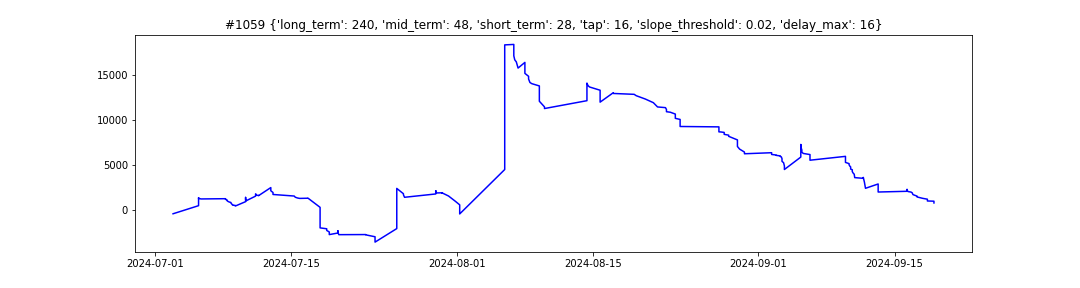 #1059 {'long_term': 240, 'mid_term': 48, 'short_term': 28, 'tap': 16, 'slope_threshold': 0.02, 'delay_max': 16}
15000
10000
5000
0
2024-07-01 2024-07-15 2024-08-01 2024-08-15 2024-09-01 2024-09-15